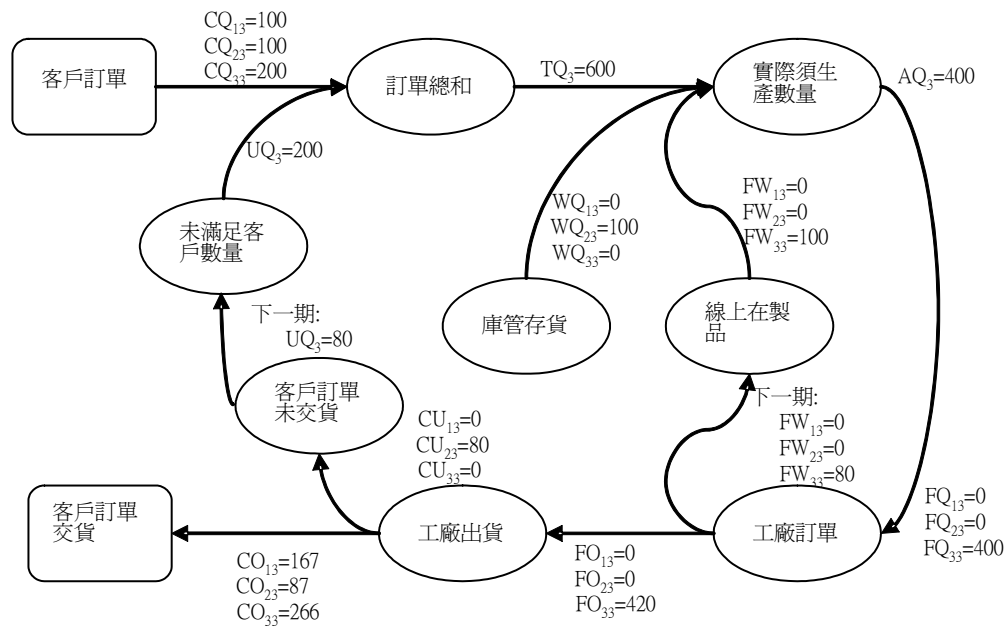 CQ₁₃=100
CQ₂₃=100
CQ₃₃=200
客戶訂單
訂單總和
TQ₃=600
實際須生
產數量
AQ₃=400
UQ₃=200
未滿足客
戶數量
WQ₁₃=0
WQ₂₃=100
WQ₃₃=0
FW₁₃=0
FW₂₃=0
FW₃₃=100
庫管存貨
線上在製
品
下一期:
UQ₃=80
客戶訂單
未交貨
下一期:
FW₁₃=0
FW₂₃=0
FW₃₃=80
CU₁₃=0
CU₂₃=80
CU₃₃=0
客戶訂單
交貨
工廠出貨
工廠訂單
FQ₁₃=0
FQ₂₃=0
FQ₃₃=400
CO₁₃=167
CO₂₃=87
CO₃₃=266
FO₁₃=0
FO₂₃=0
FO₃₃=420